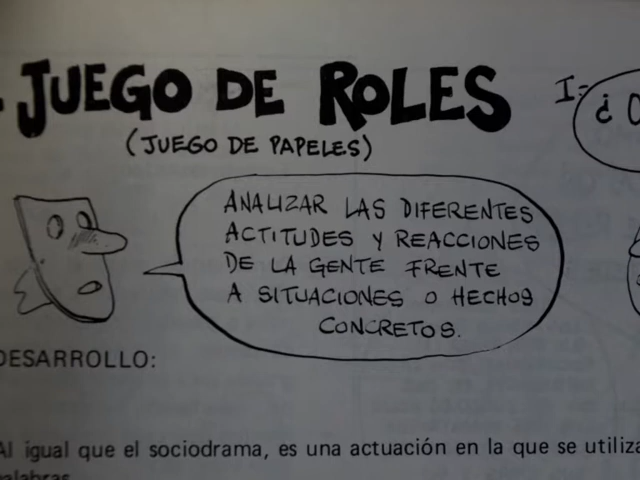 JUEGO DE ROLES
(JUEGO DE PAPELES)
I=
¿
ANALIZAR LAS DIFERENTES
ACTITUDES Y REACCIONES
DE LA GENTE FRENTE
A SITUACIONES O HECHOS
CONCRETOS.
DESARROLLO:
Al igual que el sociodrama, es una actuación en la que se utiliza
palabras